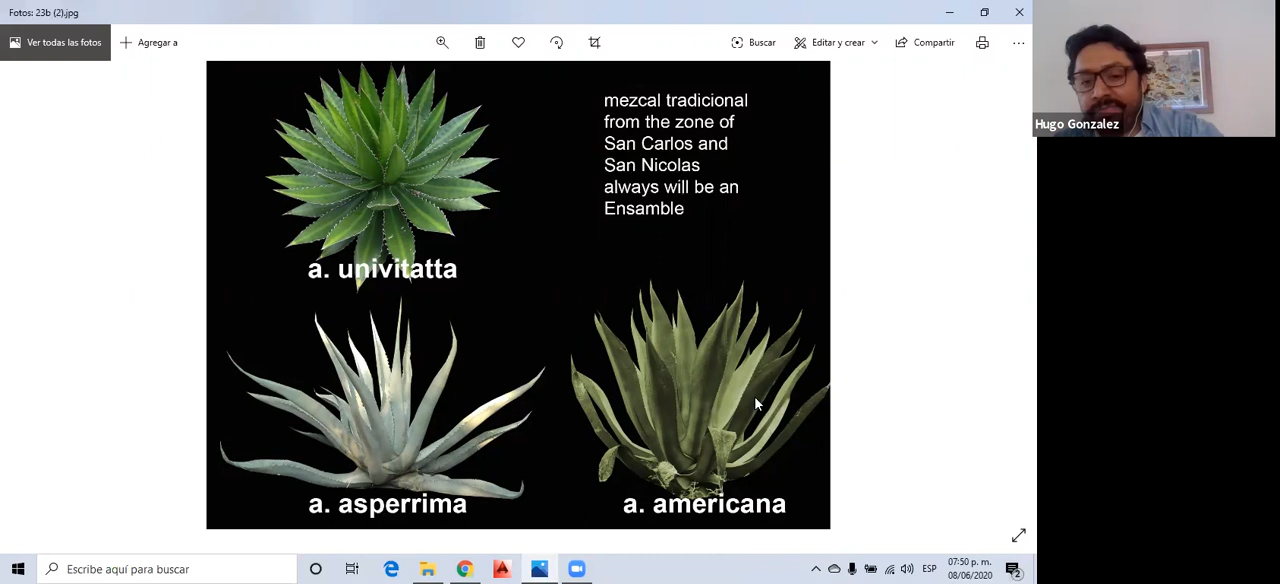 Fotos: 23b (2).jpg
Ver todas las fotos
Agregar a
Buscar
Editar y crear
Compartir
mezcal tradicional
from the zone of
San Carlos and
San Nicolas
always will be an
Ensamble
a. univitatta
a. asperrima
a. americana
Hugo Gonzalez
Escribe aquí para buscar
ESP
07:50 p. m.
08/06/2020
2